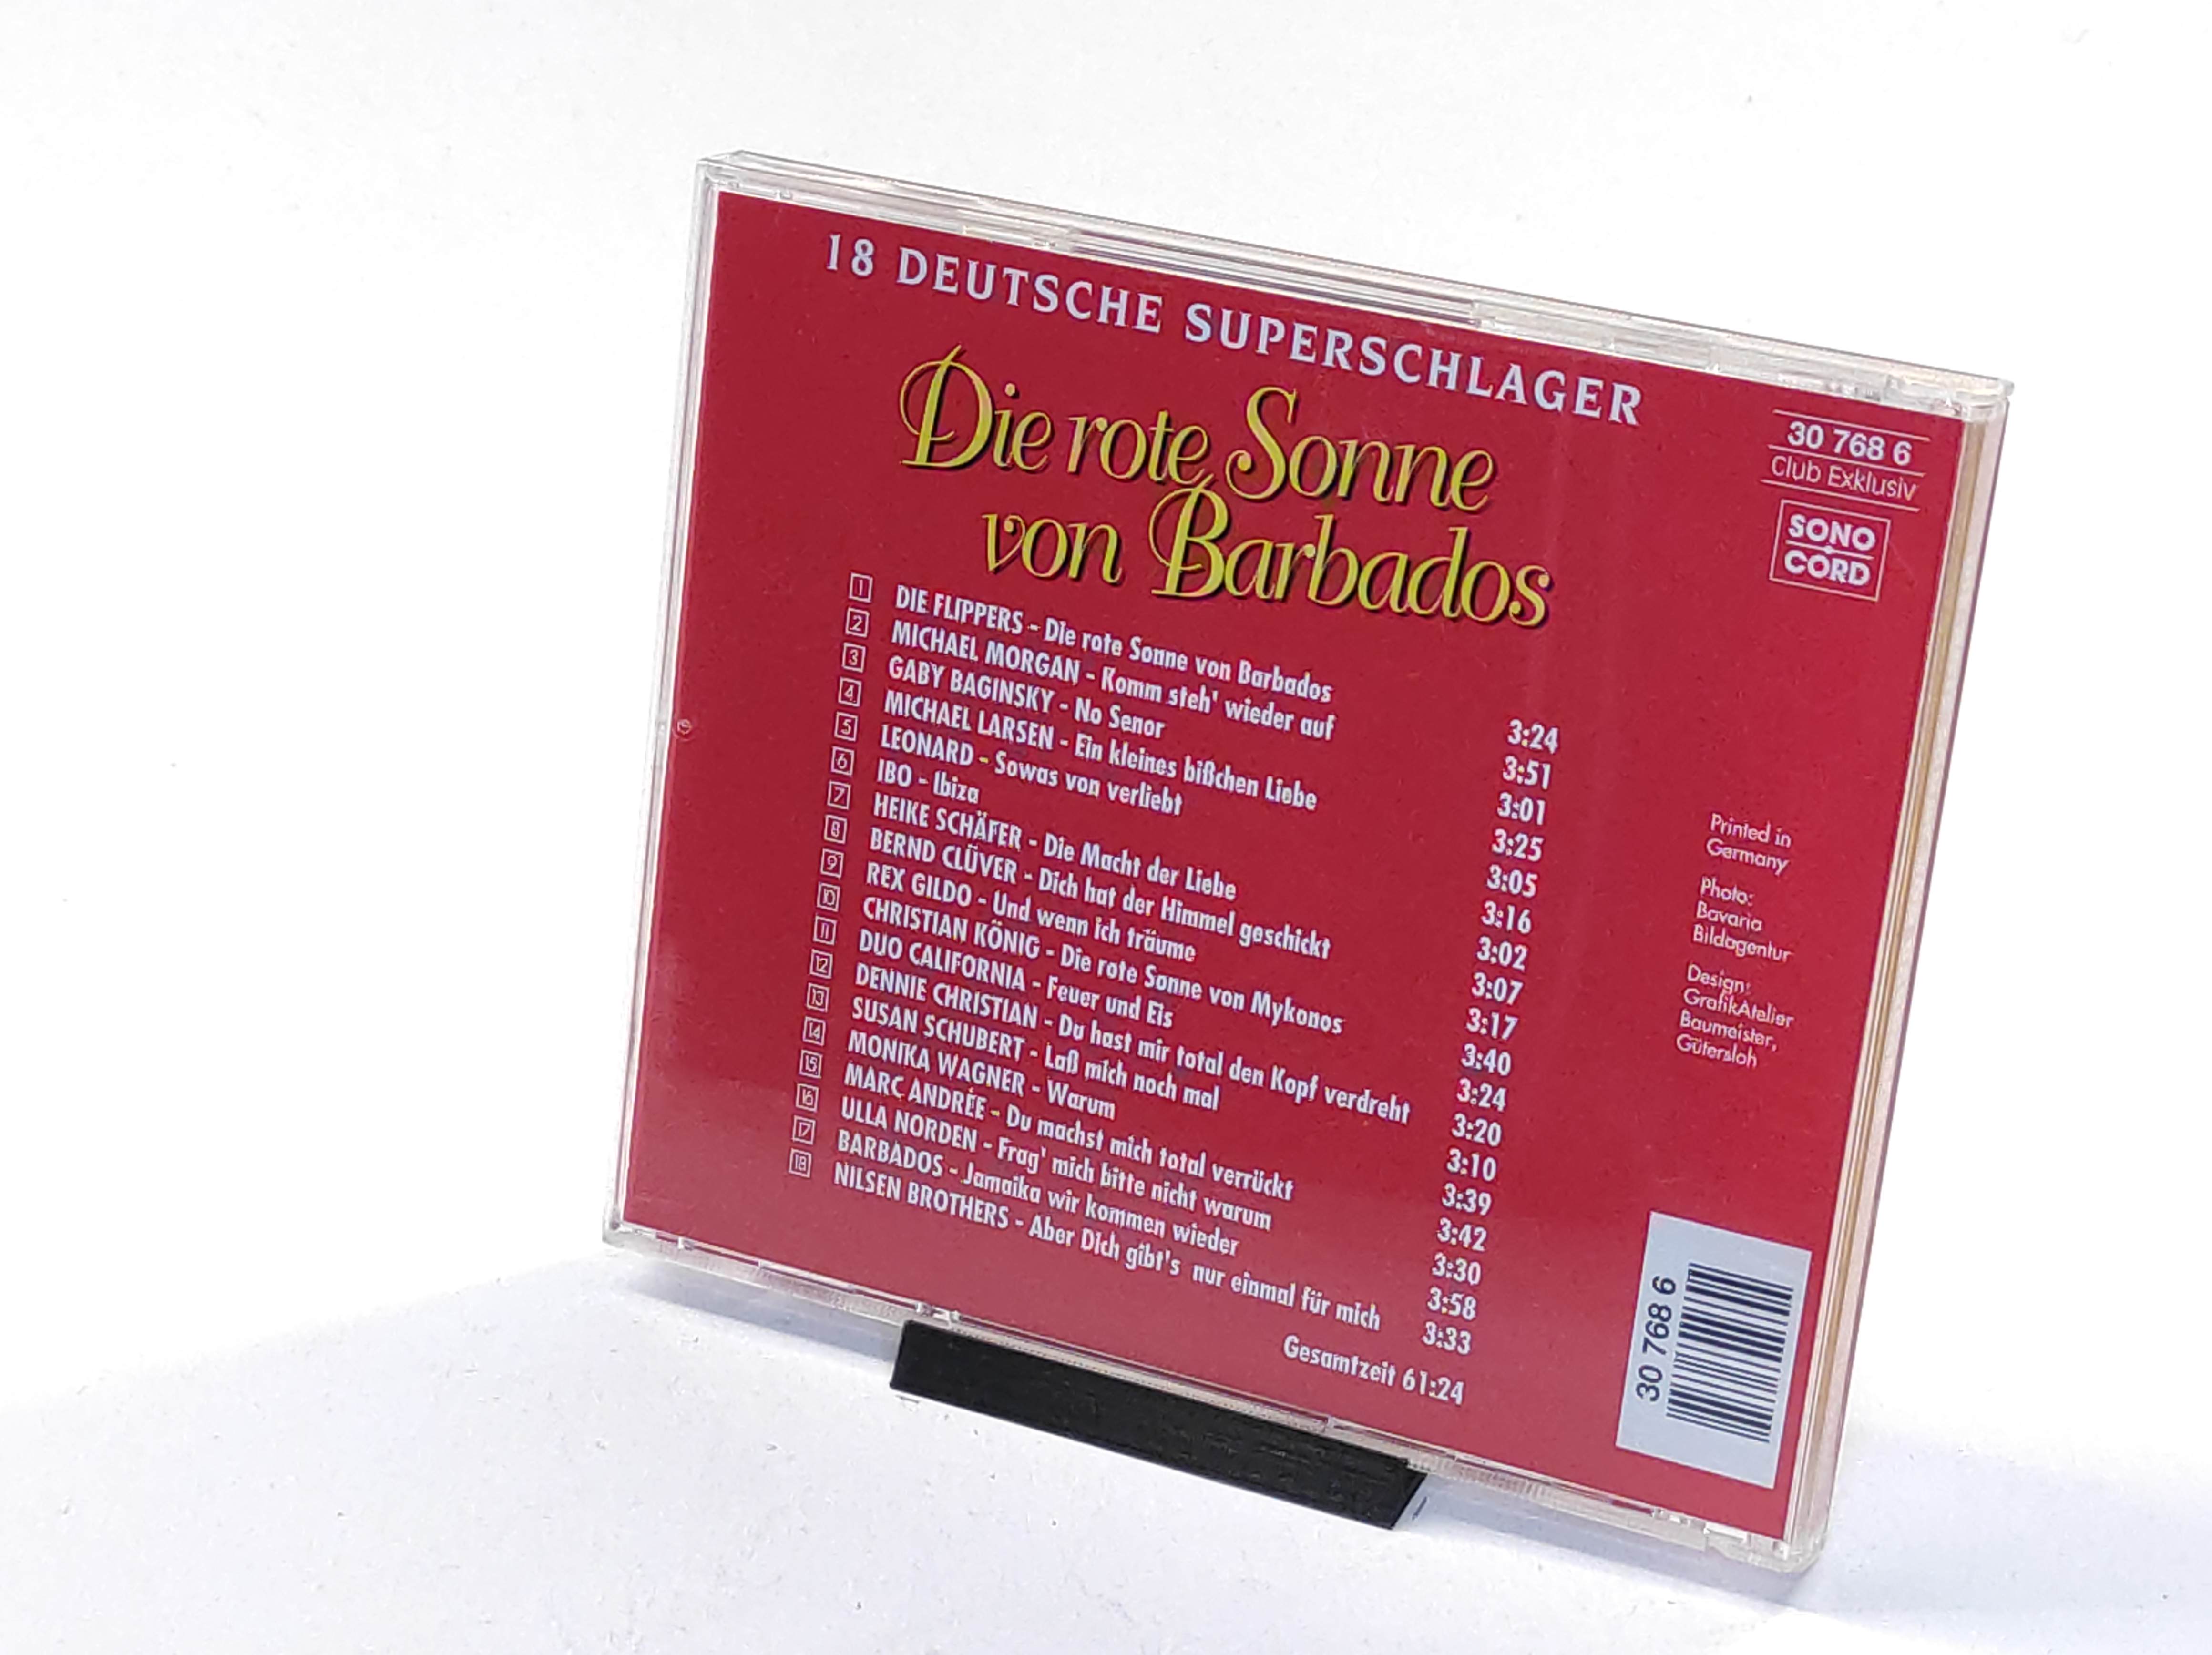 18 DEUTSCHE SUPERSCHLAGER
Die rote Sonne
von Barbados
30 768 6
Club Exklusiv
SONO
CORD
1 DIE FLIPPERS - Die rote Sonne von Barbados 3:24
2 MICHAEL MORGAN - Komm steh' wieder auf 3:51
3 GABY BAGINSKY - No Senor 3:01
4 MICHAEL LARSEN - Ein kleines bißchen Liebe 3:25
5 LEONARD - Sowas von verliebt 3:05
6 IBO - Ibiza 3:16
7 HEIKE SCHÄFER - Die Macht der Liebe 3:02
8 BERND CLÜVER - Dich hat der Himmel geschickt 3:07
9 REX GILDO - Und wenn ich träume 3:17
10 CHRISTIAN KÖNIG - Die rote Sonne von Mykonos 3:40
11 DUO CALIFORNIA - Feuer und Eis 3:24
12 DENNIE CHRISTIAN - Du hast mir total den Kopf verdreht 3:20
13 SUSAN SCHUBERT - Laß mich noch mal 3:10
14 MONIKA WAGNER - Warum 3:39
15 MARC ANDRÉE - Du machst mich total verrückt 3:42
16 ULLA NORDEN - Frag' mich bitte nicht warum 3:30
17 BARBADOS - Jamaika wir kommen wieder 3:58
18 NILSEN BROTHERS - Aber Dich gibt's nur einmal für mich 3:33
Gesamtzeit 61:24
Printed in
Germany
Photo:
Bavaria
Bildagentur
Design:
GrafikAtelier
Baumeister,
Gütersloh
30 768 6